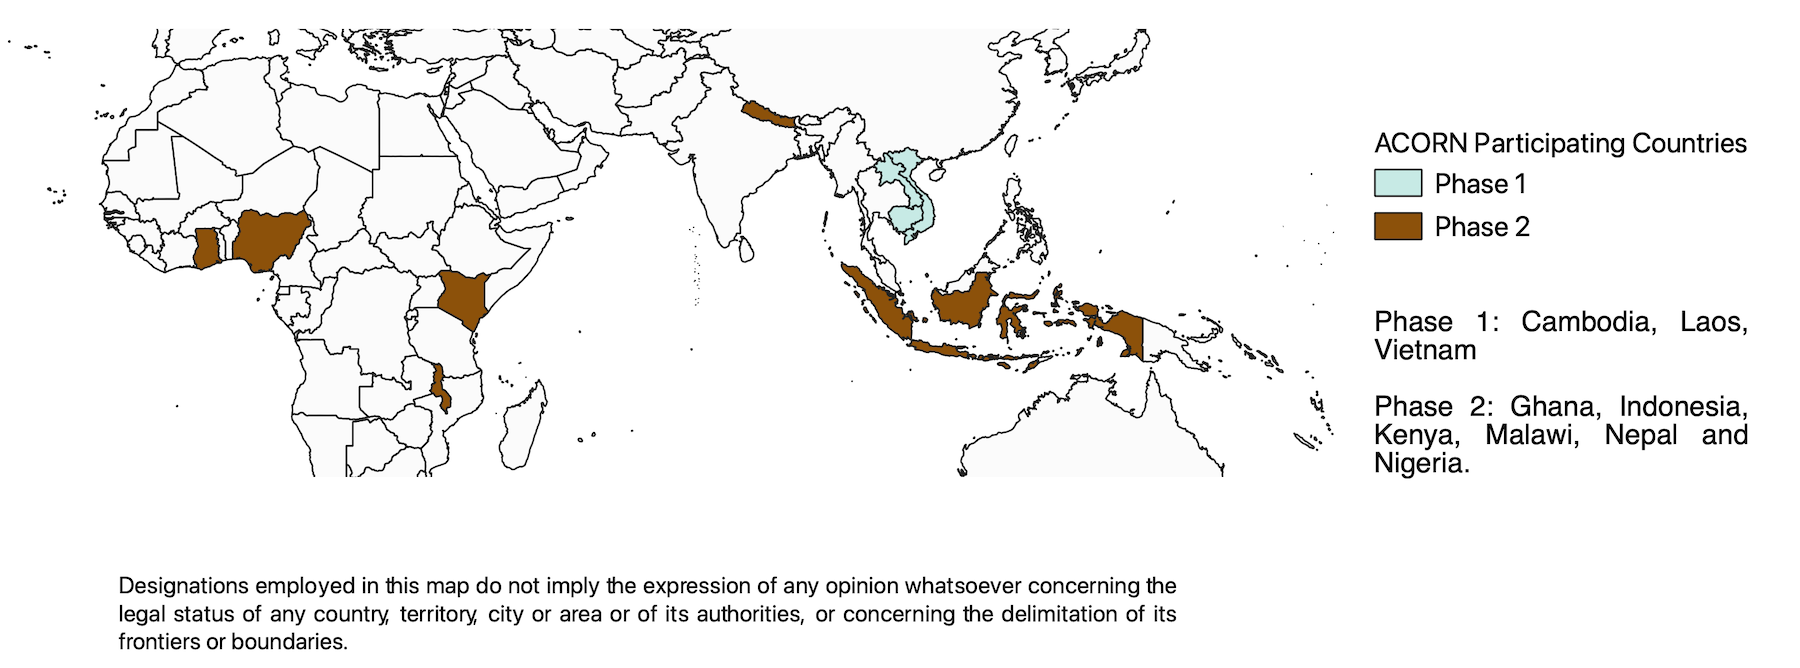 ACORN Participating Countries
Phase 1
Phase 2
Phase 1: Cambodia, Laos,
Vietnam
Phase 2: Ghana, Indonesia,
Kenya, Malawi, Nepal and
Nigeria.
Designations employed in this map do not imply the expression of any opinion whatsoever concerning the
legal status of any country, territory, city or area or of its authorities, or concerning the delimitation of its
frontiers or boundaries.